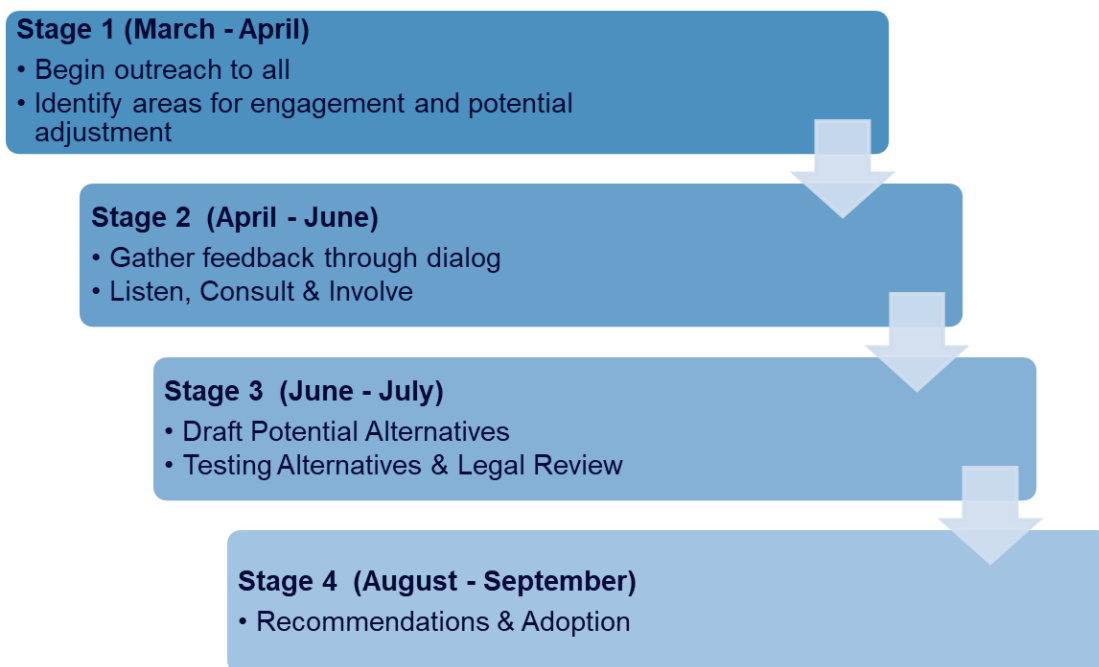 Stage 1 (March - April)
• Begin outreach to all
• Identify areas for engagement and potential
adjustment
Stage 2  (April - June)
• Gather feedback through dialog
• Listen, Consult & Involve
Stage 3  (June - July)
• Draft Potential Alternatives
• Testing Alternatives & Legal Review
Stage 4  (August - September)
• Recommendations & Adoption